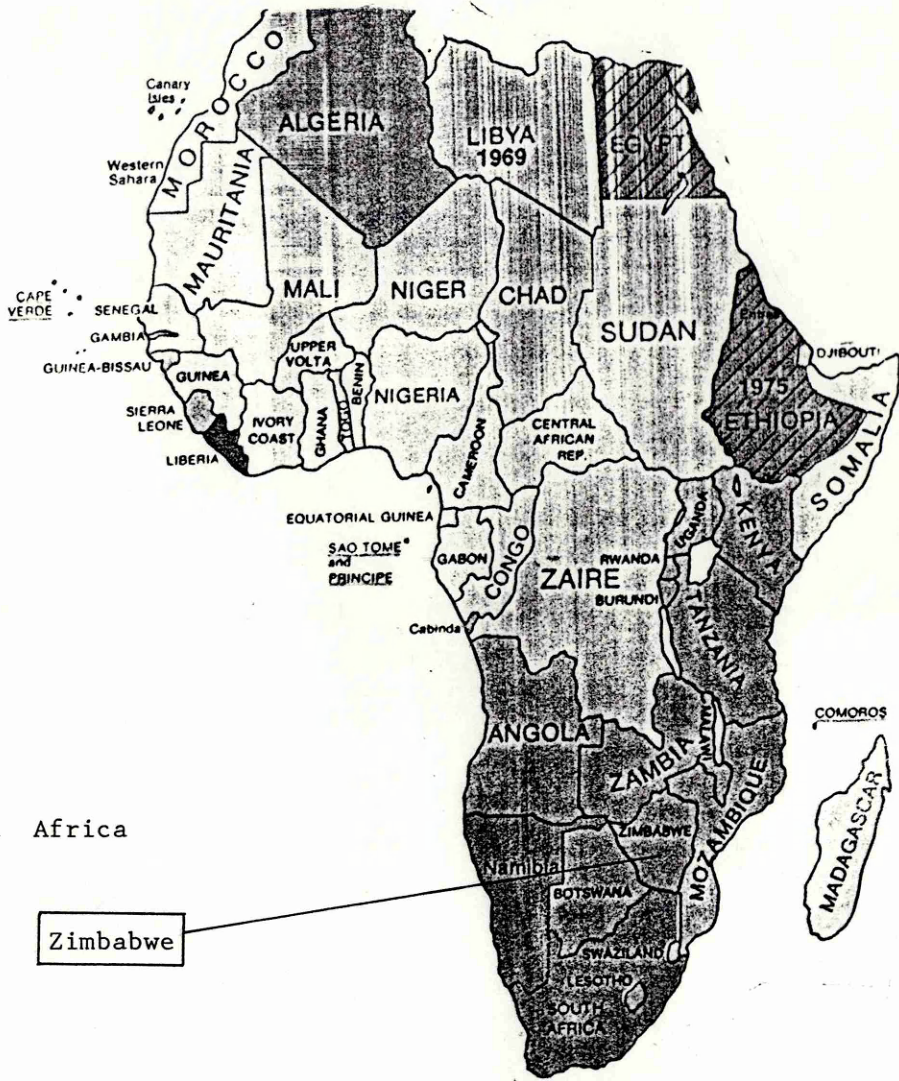 MOROCCO
Canary
Isles
ALGERIA
LIBYA
1969
EGYPT
Western
Sahara
MAURITANIA
CAPE
VERDE
SENEGAL
GAMBIA
GUINEA-BISSAU
MALI
NIGER
CHAD
SUDAN
Eritrea
DJIBOUTI
1975
ETHIOPIA
SOMALIA
GUINEA
SIERRA
LEONE
LIBERIA
IVORY
COAST
UPPER
VOLTA
GHANA
TOGO
BENIN
NIGERIA
CAMEROON
CENTRAL
AFRICAN
REP.
EQUATORIAL GUINEA
SAO TOME
and
PRINCIPE
GABON
CONGO
ZAIRE
UGANDA
KENYA
RWANDA
BURUNDI
TANZANIA
Cabinda
ANGOLA
ZAMBIA
MALAWI
COMOROS
MOZAMBIQUE
MADAGASCAR
Africa
ZIMBABWE
Namibia
BOTSWANA
Zimbabwe
SWAZILAND
LESOTHO
SOUTH
AFRICA